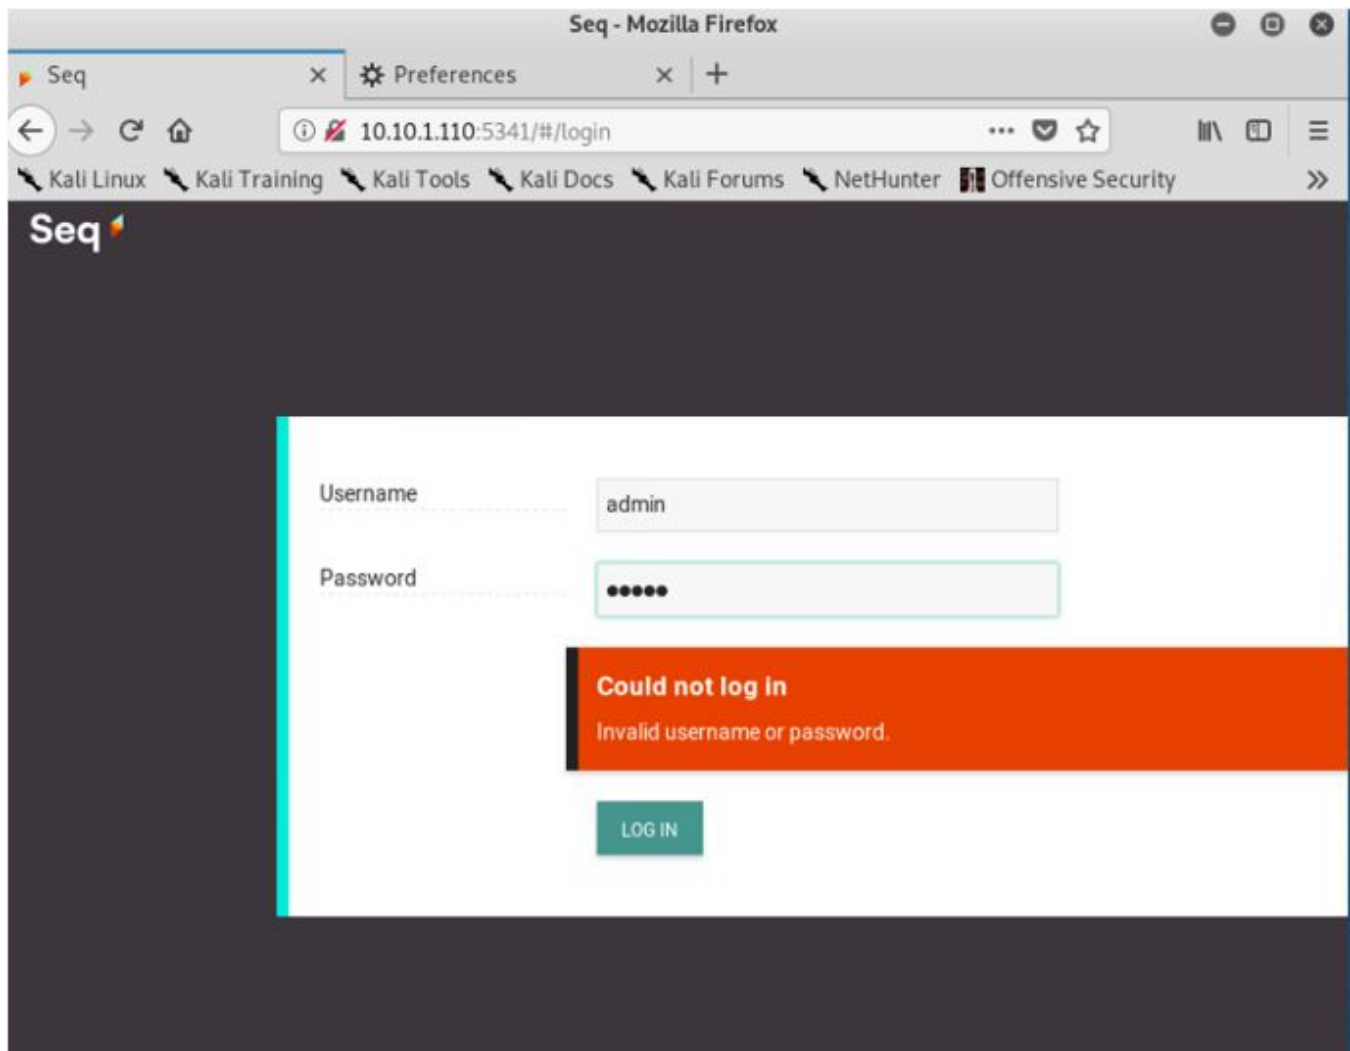 Seq - Mozilla Firefox
Seq Preferences
10.10.1.110:5341/#/login
Kali Linux Kali Training Kali Tools Kali Docs Kali Forums NetHunter Offensive Security
Seq
Username admin
Password •••••
Could not log in
Invalid username or password.
LOG IN